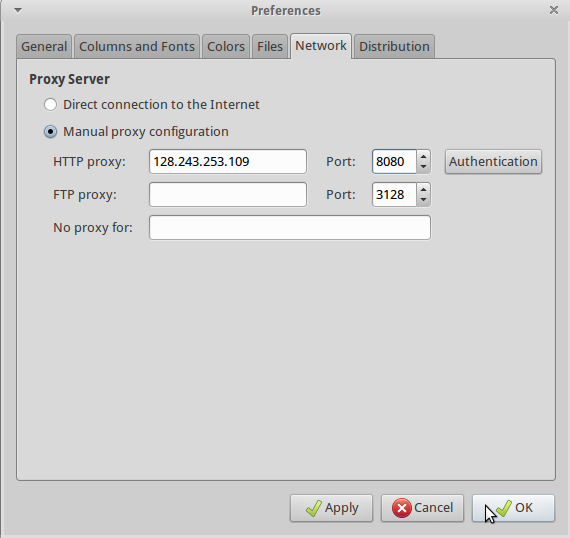 Preferences
General Columns and Fonts Colors Files Network Distribution
Proxy Server
Direct connection to the Internet
Manual proxy configuration
HTTP proxy: 128.243.253.109 Port: 8080 Authentication
FTP proxy: Port: 3128
No proxy for:
Apply Cancel OK